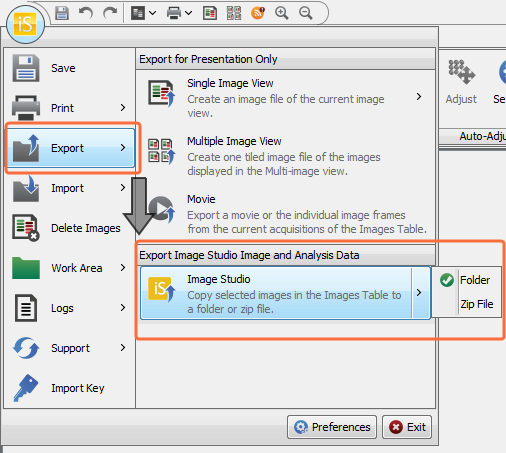 iS
Save
Print
Export
Import
Delete Images
Work Area
Logs
Support
Import Key
Export for Presentation Only
Single Image View
Create an image file of the current image
view.
Multiple Image View
Create one tiled image file of the images
displayed in the Multi-image view.
Movie
Export a movie or the individual image frames
from the current acquisitions of the Images Table.
Export Image Studio Image and Analysis Data
iS
Image Studio
Copy selected images in the Images Table to
a folder or zip file.
Folder
Zip File
Adjust
Se
Auto-Adju
Preferences
Exit